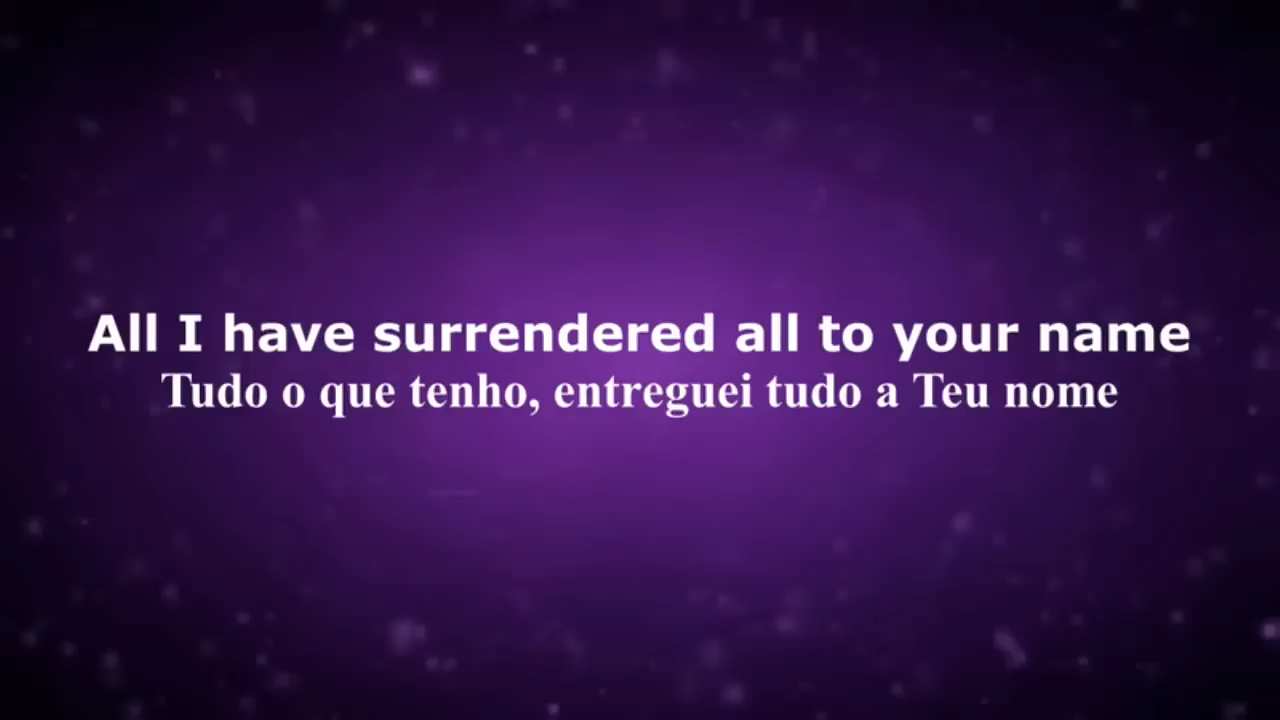 All I have surrendered all to your name
Tudo o que tenho, entreguei tudo a Teu nome